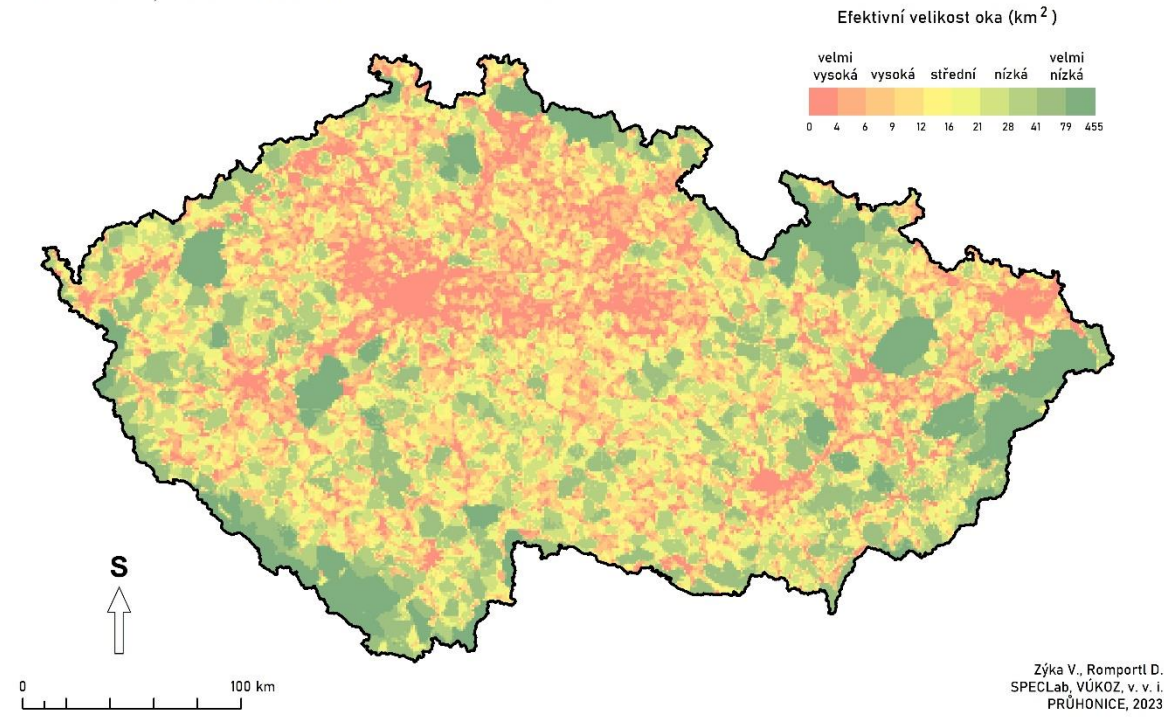 Efektivní velikost oka (km²)
velmi vysoká vysoká střední nízká velmi nízká
0 4 6 9 12 16 21 28 41 79 455
S
0 100 km
Zýka V., Romportl D.
SPECLab, VÚKOZ, v. v. i.
PRŮHONICE, 2023